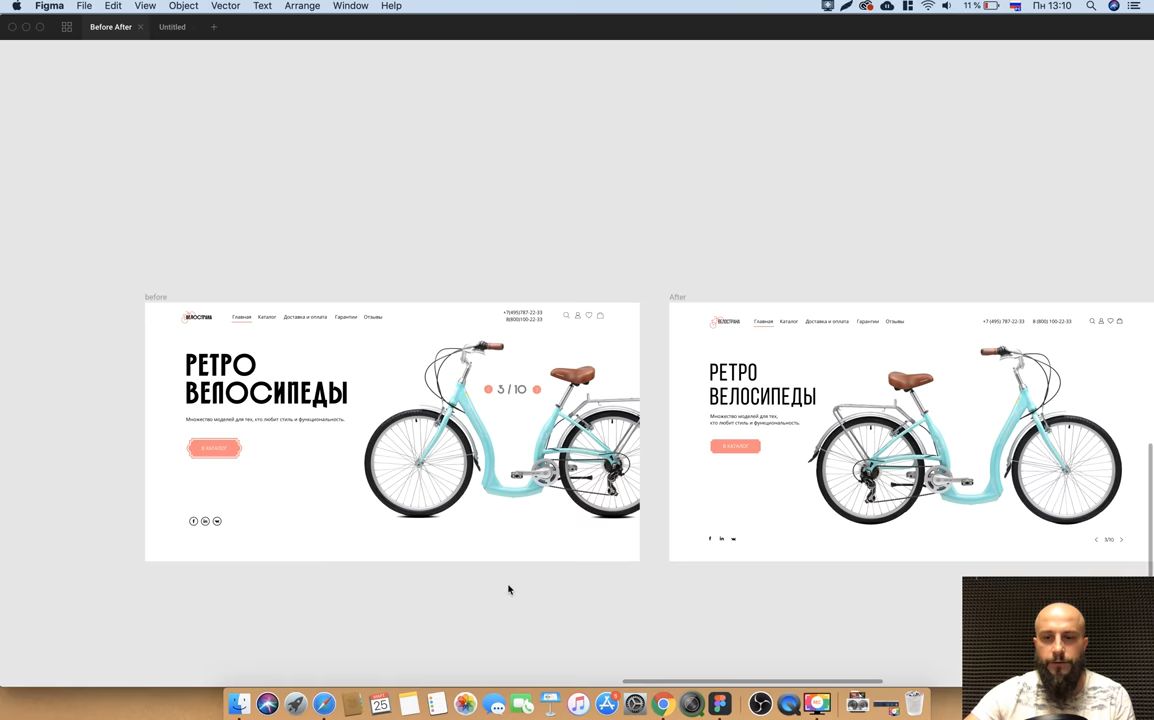 Figma File Edit View Object Vector Text Arrange Window Help 11 % Пн 13:10
Before After Untitled
before
ВЕЛОСТРАНА Главная Каталог Доставка и оплата Гарантии Отзывы
+7(495)787-22-33
8(800)100-22-33
РЕТРО
ВЕЛОСИПЕДЫ
3 / 10
Множество моделей для тех, кто любит стиль и функциональность.
В КАТАЛОГ
f in
After
ВЕЛОСТРАНА Главная Каталог Доставка и оплата Гарантии Отзывы +7 (495) 787-22-33 8 (800) 100-22-33
РЕТРО
ВЕЛОСИПЕДЫ
Множество моделей для тех,
кто любит стиль и функциональность.
В КАТАЛОГ
f in
3/10
25